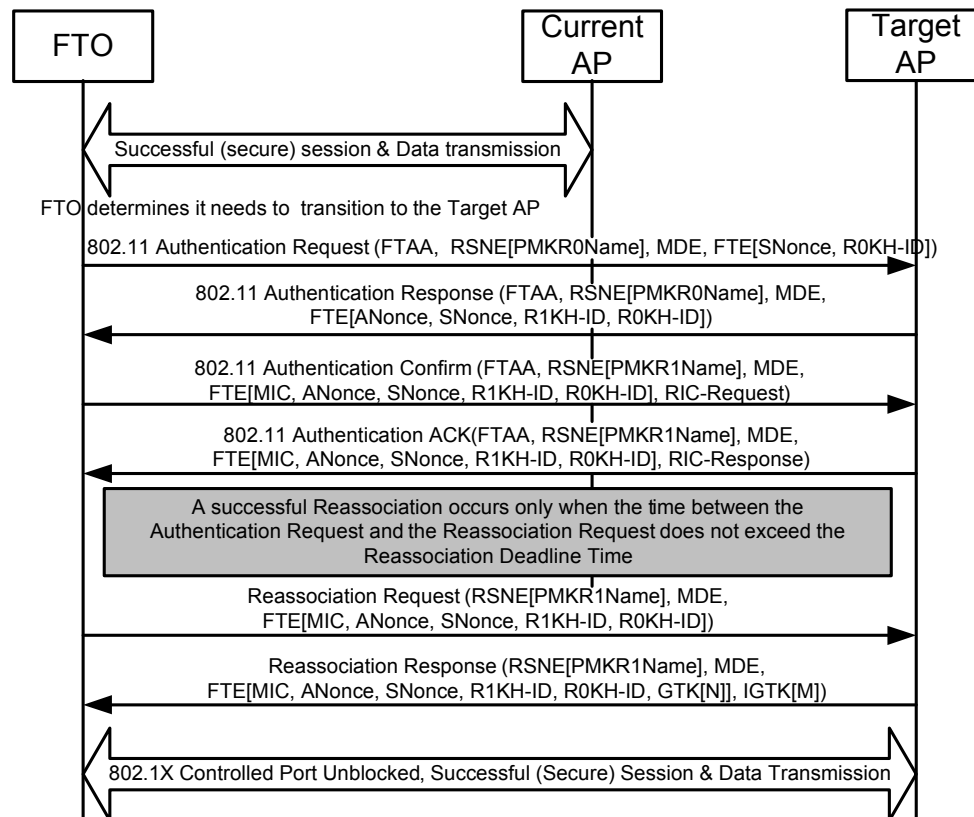 FTO
Current
AP
Target
AP
Successful (secure) session & Data transmission
FTO determines it needs to  transition to the Target AP
802.11 Authentication Request (FTAA,  RSNE[PMKR0Name], MDE, FTE[SNonce, R0KH-ID])
802.11 Authentication Response (FTAA, RSNE[PMKR0Name], MDE,
FTE[ANonce, SNonce, R1KH-ID, R0KH-ID])
802.11 Authentication Confirm (FTAA, RSNE[PMKR1Name], MDE,
FTE[MIC, ANonce, SNonce, R1KH-ID, R0KH-ID], RIC-Request)
802.11 Authentication ACK(FTAA, RSNE[PMKR1Name], MDE,
FTE[MIC, ANonce, SNonce, R1KH-ID, R0KH-ID], RIC-Response)
A successful Reassociation occurs only when the time between the
Authentication Request and the Reassociation Request does not exceed the
Reassociation Deadline Time
Reassociation Request (RSNE[PMKR1Name], MDE,
FTE[MIC, ANonce, SNonce, R1KH-ID, R0KH-ID])
Reassociation Response (RSNE[PMKR1Name], MDE,
FTE[MIC, ANonce, SNonce, R1KH-ID, R0KH-ID, GTK[N]], IGTK[M])
802.1X Controlled Port Unblocked, Successful (Secure) Session & Data Transmission